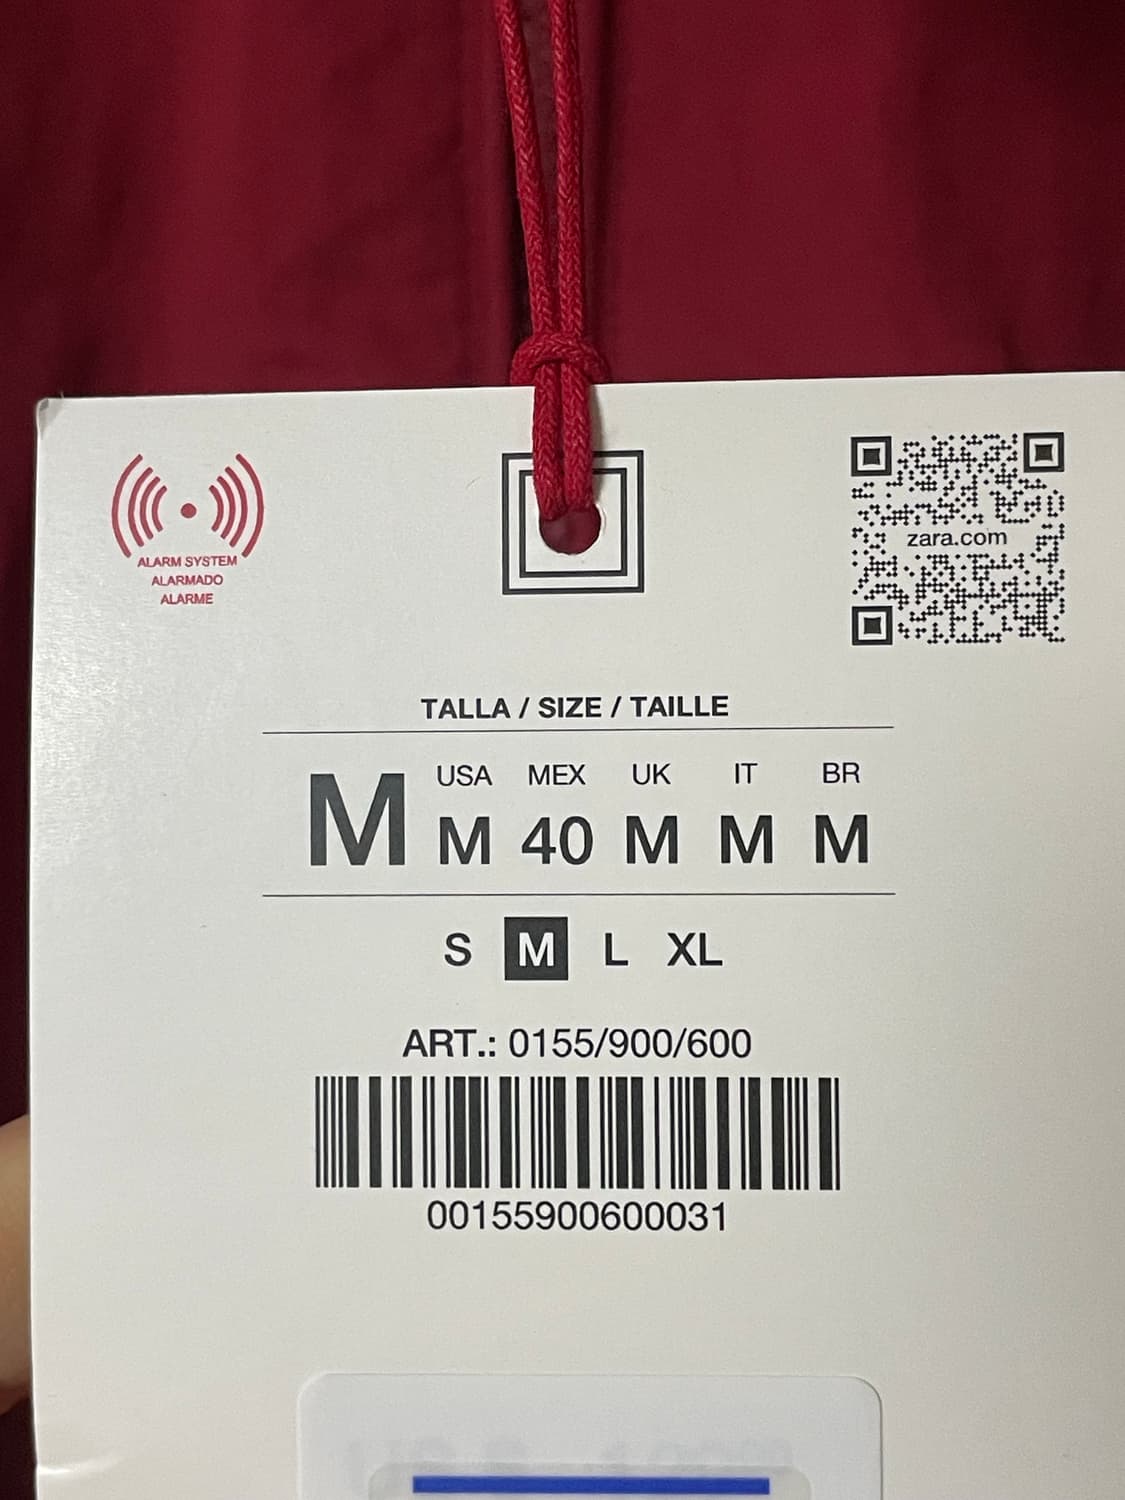 ALARM SYSTEM
ALARMADO
ALARME
zara.com
TALLA / SIZE / TAILLE
USA MEX UK IT BR
M M 40 M M M
S M L XL
ART.: 0155/900/600
00155900600031